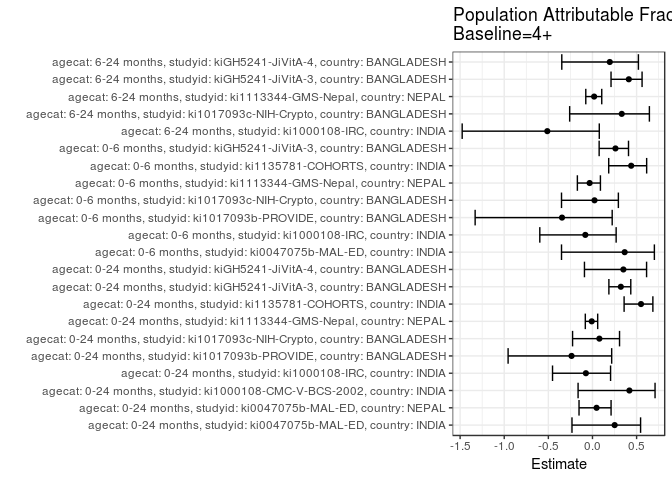 Population Attributable Frac
Baseline=4+
agecat: 6-24 months, studyid: kiGH5241-JiVitA-4, country: BANGLADESH
agecat: 6-24 months, studyid: kiGH5241-JiVitA-3, country: BANGLADESH
agecat: 6-24 months, studyid: ki1113344-GMS-Nepal, country: NEPAL
agecat: 6-24 months, studyid: ki1017093c-NIH-Crypto, country: BANGLADESH
agecat: 6-24 months, studyid: ki1000108-IRC, country: INDIA
agecat: 0-6 months, studyid: kiGH5241-JiVitA-3, country: BANGLADESH
agecat: 0-6 months, studyid: ki1135781-COHORTS, country: INDIA
agecat: 0-6 months, studyid: ki1113344-GMS-Nepal, country: NEPAL
agecat: 0-6 months, studyid: ki1017093c-NIH-Crypto, country: BANGLADESH
agecat: 0-6 months, studyid: ki1017093b-PROVIDE, country: BANGLADESH
agecat: 0-6 months, studyid: ki1000108-IRC, country: INDIA
agecat: 0-6 months, studyid: ki0047075b-MAL-ED, country: INDIA
agecat: 0-24 months, studyid: kiGH5241-JiVitA-4, country: BANGLADESH
agecat: 0-24 months, studyid: kiGH5241-JiVitA-3, country: BANGLADESH
agecat: 0-24 months, studyid: ki1135781-COHORTS, country: INDIA
agecat: 0-24 months, studyid: ki1113344-GMS-Nepal, country: NEPAL
agecat: 0-24 months, studyid: ki1017093c-NIH-Crypto, country: BANGLADESH
agecat: 0-24 months, studyid: ki1017093b-PROVIDE, country: BANGLADESH
agecat: 0-24 months, studyid: ki1000108-IRC, country: INDIA
agecat: 0-24 months, studyid: ki1000108-CMC-V-BCS-2002, country: INDIA
agecat: 0-24 months, studyid: ki0047075b-MAL-ED, country: NEPAL
agecat: 0-24 months, studyid: ki0047075b-MAL-ED, country: INDIA
-1.5 -1.0 -0.5 0.0 0.5
Estimate